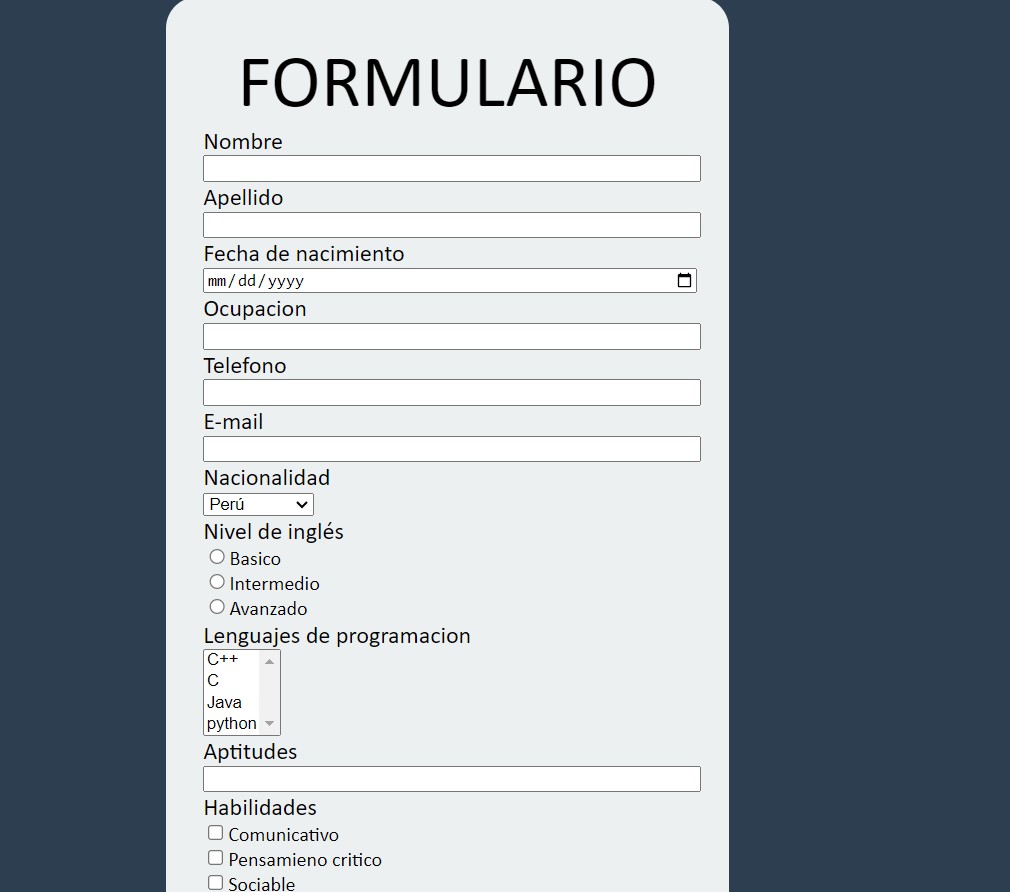 FORMULARIO
Nombre
Apellido
Fecha de nacimiento
mm/dd/yyyy
Ocupacion
Telefono
E-mail
Nacionalidad
Perú
Nivel de inglés
Basico
Intermedio
Avanzado
Lenguajes de programacion
C++
C
Java
python
Aptitudes
Habilidades
Comunicativo
Pensamieno critico
Sociable